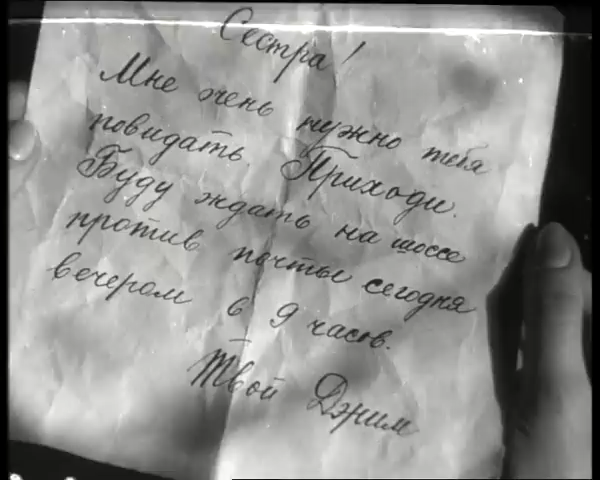 Сестра!
Мне очень нужно тебя
повидать. Приходи.
Буду ждать на шоссе
против почты сегодня
вечером в 9 часов.
Твой Джим